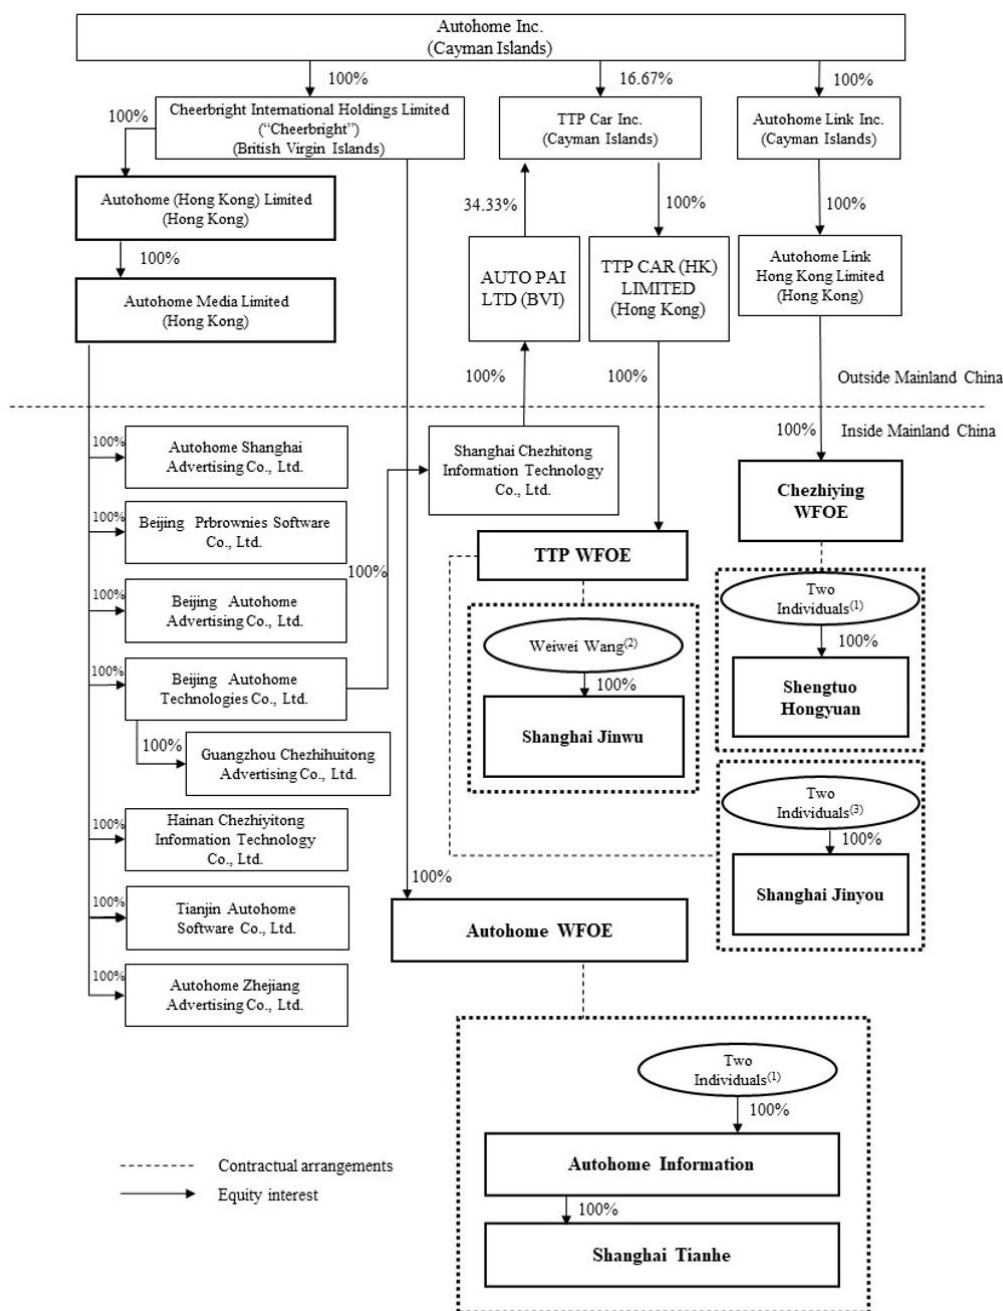 Autohome Inc.
(Cayman Islands)
100%
16.67%
100%
100%
Cheerbright International Holdings Limited
(“Cheerbright”)
(British Virgin Islands)
TTP Car Inc.
(Cayman Islands)
Autohome Link Inc.
(Cayman Islands)
Autohome (Hong Kong) Limited
(Hong Kong)
34.33%
100%
100%
100%
Autohome Media Limited
(Hong Kong)
AUTO PAI
LTD (BVI)
TTP CAR (HK)
LIMITED
(Hong Kong)
Autohome Link
Hong Kong Limited
(Hong Kong)
100%
100%
Outside Mainland China
Inside Mainland China
100%
100%
Autohome Shanghai
Advertising Co., Ltd.
Shanghai Chezhitong
Information Technology
Co., Ltd.
Chezhiying
WFOE
100%
Beijing Prbrownies Software
Co., Ltd.
TTP WFOE
100%
100%
Beijing Autohome
Advertising Co., Ltd.
Two
Individuals(1)
100%
Weiwei Wang(2)
100%
100%
Beijing Autohome
Technologies Co., Ltd.
Shengtuo
Hongyuan
Shanghai Jinwu
100%
Guangzhou Chezhihuitong
Advertising Co., Ltd.
Two
Individuals(3)
100%
100%
Hainan Chezhiyitong
Information Technology
Co., Ltd.
Shanghai Jinyou
100%
100%
Tianjin Autohome
Software Co., Ltd.
Autohome WFOE
100%
Autohome Zhejiang
Advertising Co., Ltd.
Two
Individuals(1)
100%
Autohome Information
100%
Shanghai Tianhe
Contractual arrangements
Equity interest